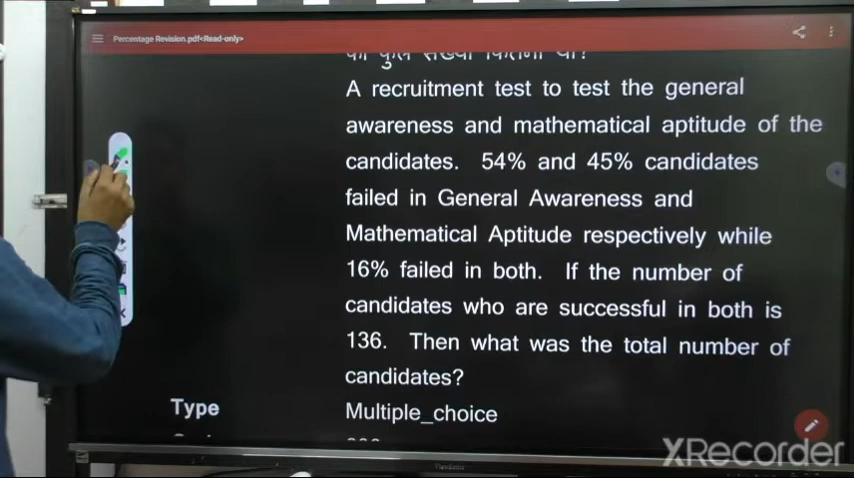 Percentage Revision.pdf<Read-only>
A recruitment test to test the general
awareness and mathematical aptitude of the
candidates. 54% and 45% candidates
failed in General Awareness and
Mathematical Aptitude respectively while
16% failed in both. If the number of
candidates who are successful in both is
136. Then what was the total number of
candidates?
Type Multiple_choice
XRecorder